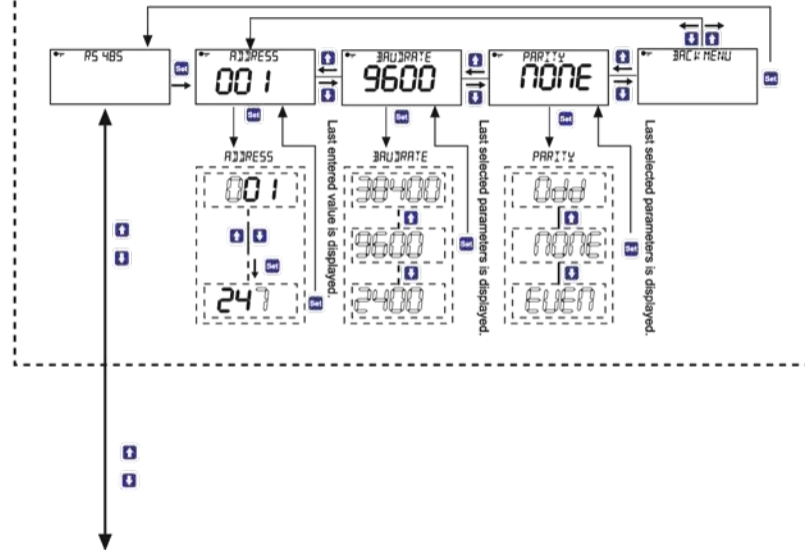 RS 485
Set
ADDRESS
001
BAUDRATE
9600
PARITY
nonE
BACK MENU
Set
Set
Set
Set
ADDRESS
001
Set
247
Set
Last entered value is displayed.
BAUDRATE
38400
9600
2400
Set
Last selected parameters is displayed.
PARITY
Odd
nonE
EUEn
Set
Last selected parameters is displayed.